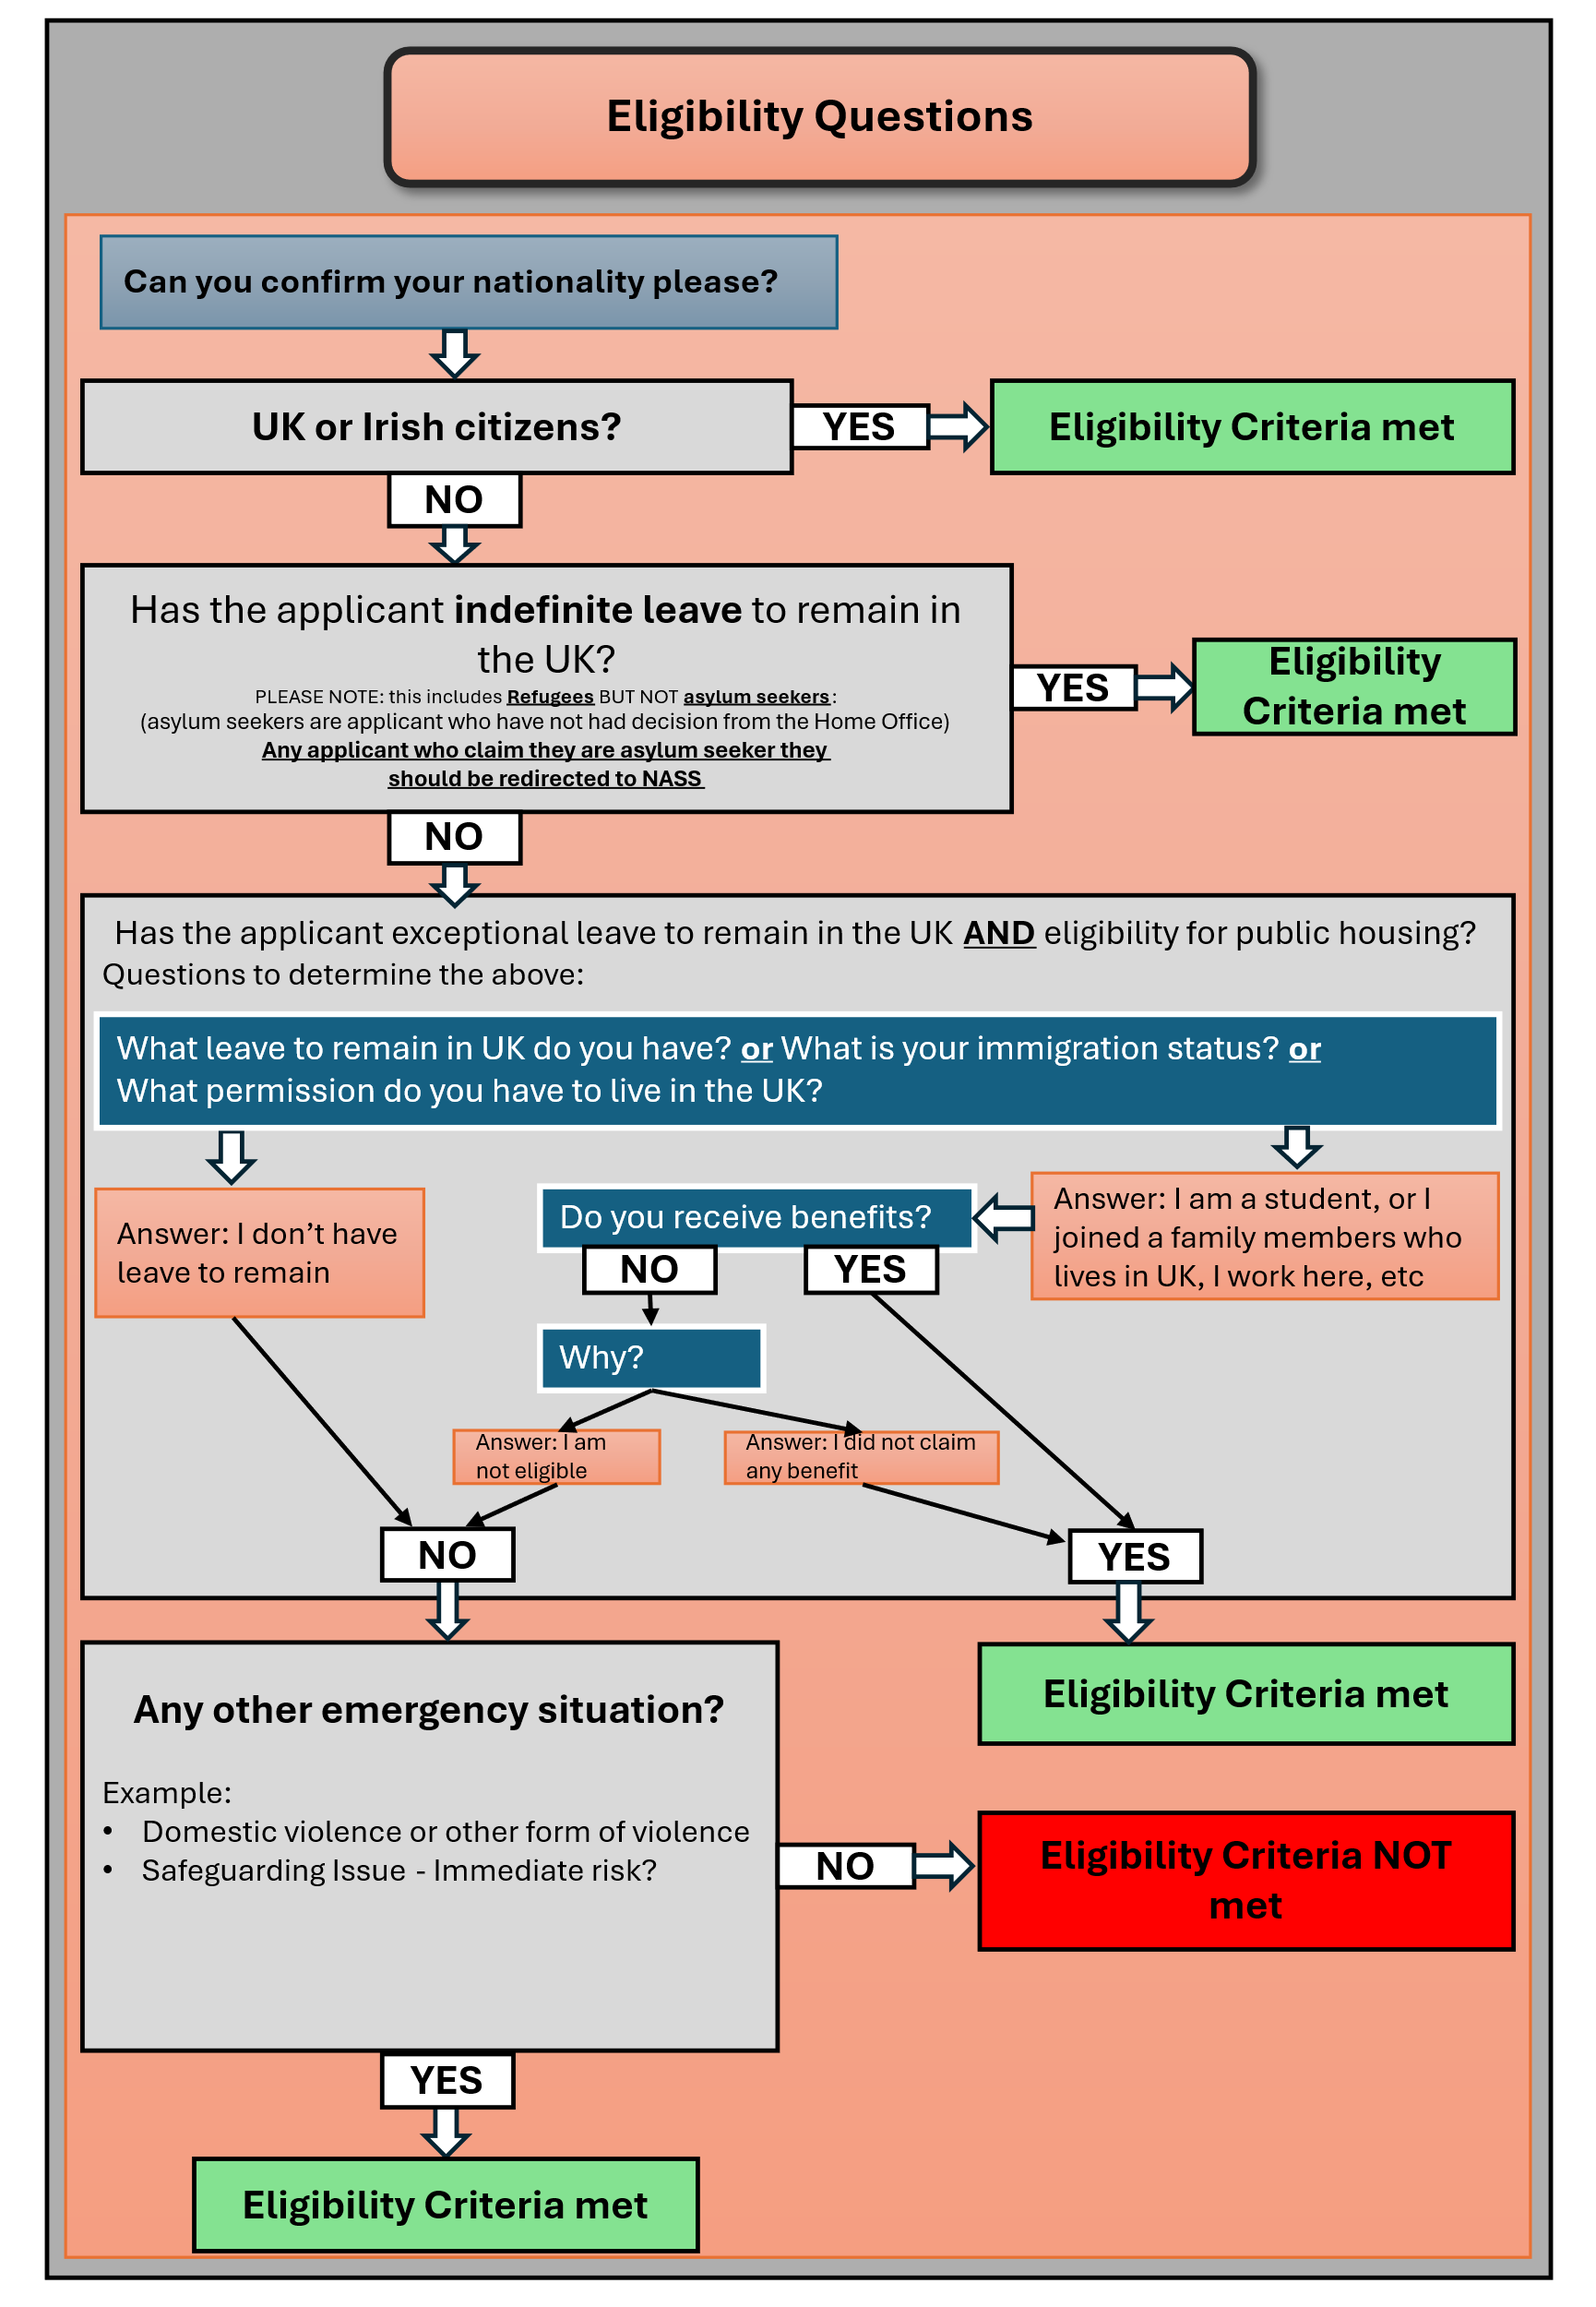 Eligibility Questions
Can you confirm your nationality please?
UK or Irish citizens?
YES
Eligibility Criteria met
NO
Has the applicant indefinite leave to remain in
the UK?
PLEASE NOTE: this includes Refugees BUT NOT asylum seekers:
(asylum seekers are applicant who have not had decision from the Home Office)
Any applicant who claim they are asylum seeker they
should be redirected to NASS
YES
Eligibility
Criteria met
NO
Has the applicant exceptional leave to remain in the UK AND eligibility for public housing?
Questions to determine the above:
What leave to remain in UK do you have? or What is your immigration status? or
What permission do you have to live in the UK?
Answer: I don’t have
leave to remain
Do you receive benefits?
Answer: I am a student, or I
joined a family members who
lives in UK, I work here, etc
NO
YES
Why?
Answer: I am
not eligible
Answer: I did not claim
any benefit
NO
YES
Any other emergency situation?
Example:
• Domestic violence or other form of violence
• Safeguarding Issue - Immediate risk?
Eligibility Criteria met
NO
Eligibility Criteria NOT
met
YES
Eligibility Criteria met